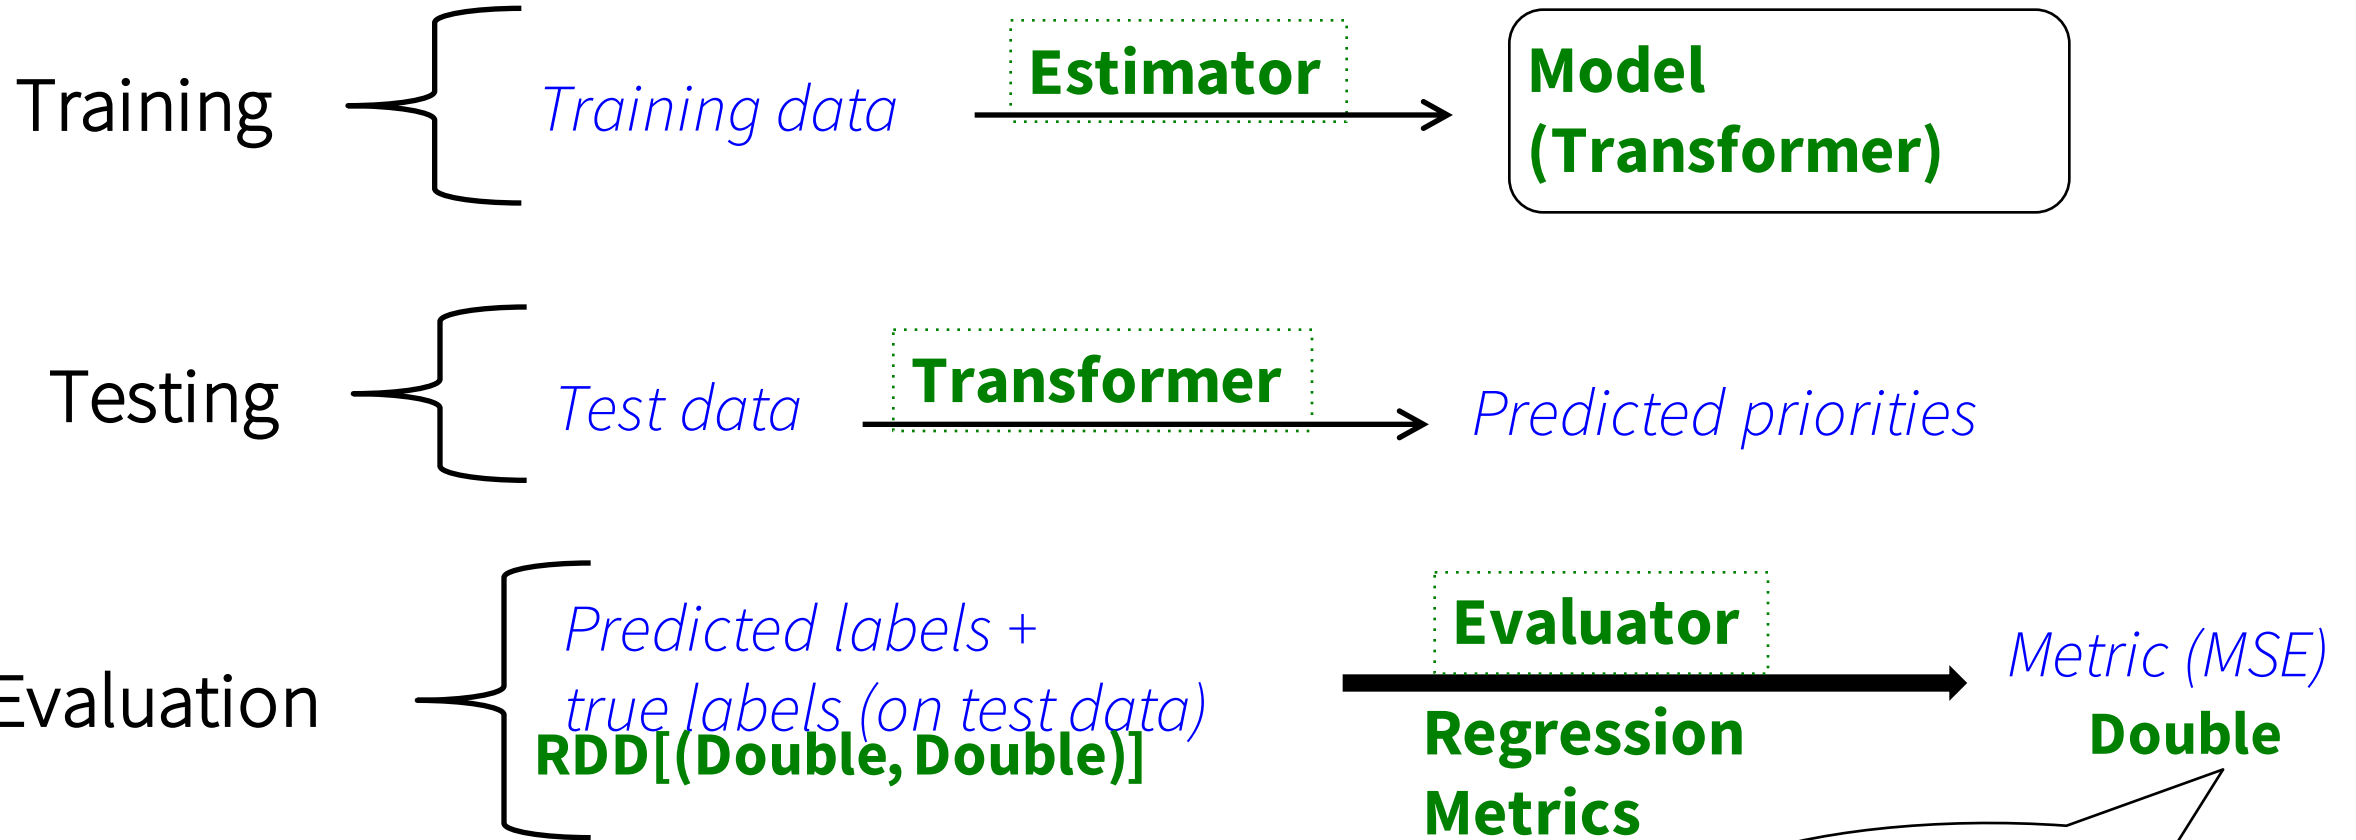 Training
Training data
Estimator
Model
(Transformer)
Testing
Test data
Transformer
Predicted priorities
Evaluation
Predicted labels +
true labels (on test data)
RDD[(Double, Double)]
Evaluator
Regression
Metrics
Metric (MSE)
Double